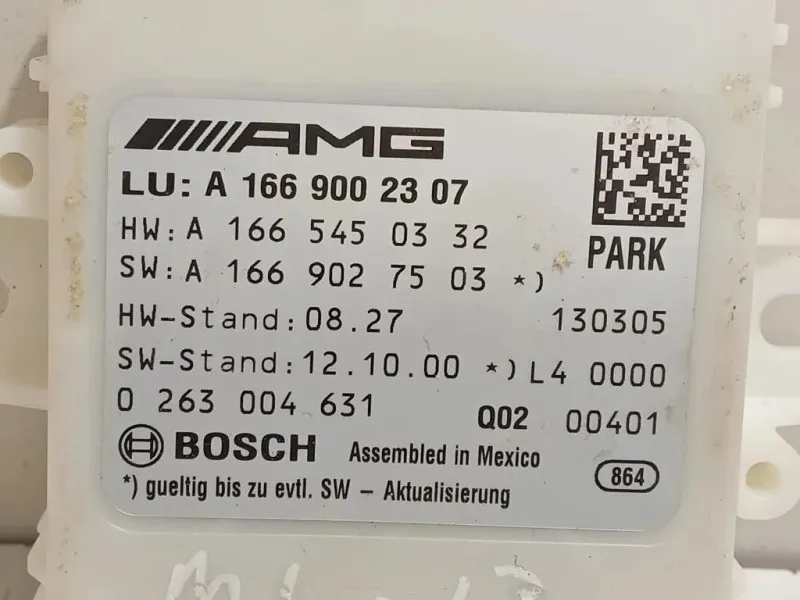 AMG
LU: A 166 900 23 07
HW: A 166 545 03 32
PARK
SW: A 166 902 75 03 *)
HW-Stand: 08.27 130305
SW-Stand: 12.10.00 *) L4 0000
0 263 004 631 Q02 00401
BOSCH Assembled in Mexico 864
*) gueltig bis zu evtl. SW - Aktualisierung